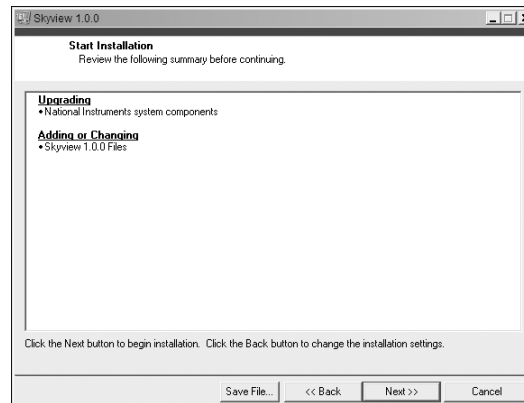 Skyview 1.0.0
Start Installation
Review the following summary before continuing.
Upgrading
• National Instruments system components
Adding or Changing
• Skyview 1.0.0 Files
Click the Next button to begin installation. Click the Back button to change the installation settings.
Save File... << Back Next >> Cancel